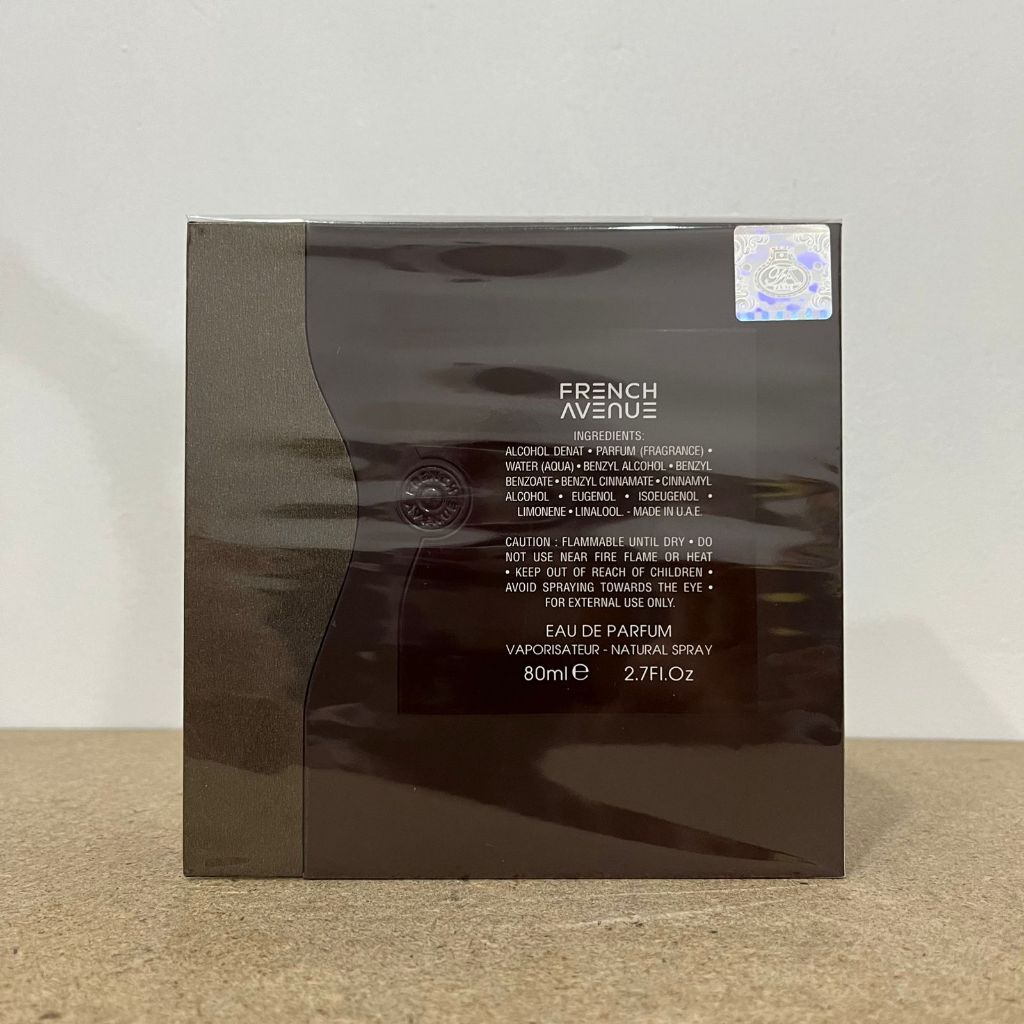 FRENCH
AVENUE
INGREDIENTS:
ALCOHOL DENAT • PARFUM (FRAGRANCE) •
WATER (AQUA) • BENZYL ALCOHOL • BENZYL
BENZOATE • BENZYL CINNAMATE • CINNAMYL
ALCOHOL • EUGENOL • ISOEUGENOL •
LIMONENE • LINALOOL. - MADE IN U.A.E.
CAUTION : FLAMMABLE UNTIL DRY • DO
NOT USE NEAR FIRE FLAME OR HEAT
• KEEP OUT OF REACH OF CHILDREN •
AVOID SPRAYING TOWARDS THE EYE •
FOR EXTERNAL USE ONLY.
EAU DE PARFUM
VAPORISATEUR - NATURAL SPRAY
80ml e 2.7Fl.Oz
FRENCH
AVENUE